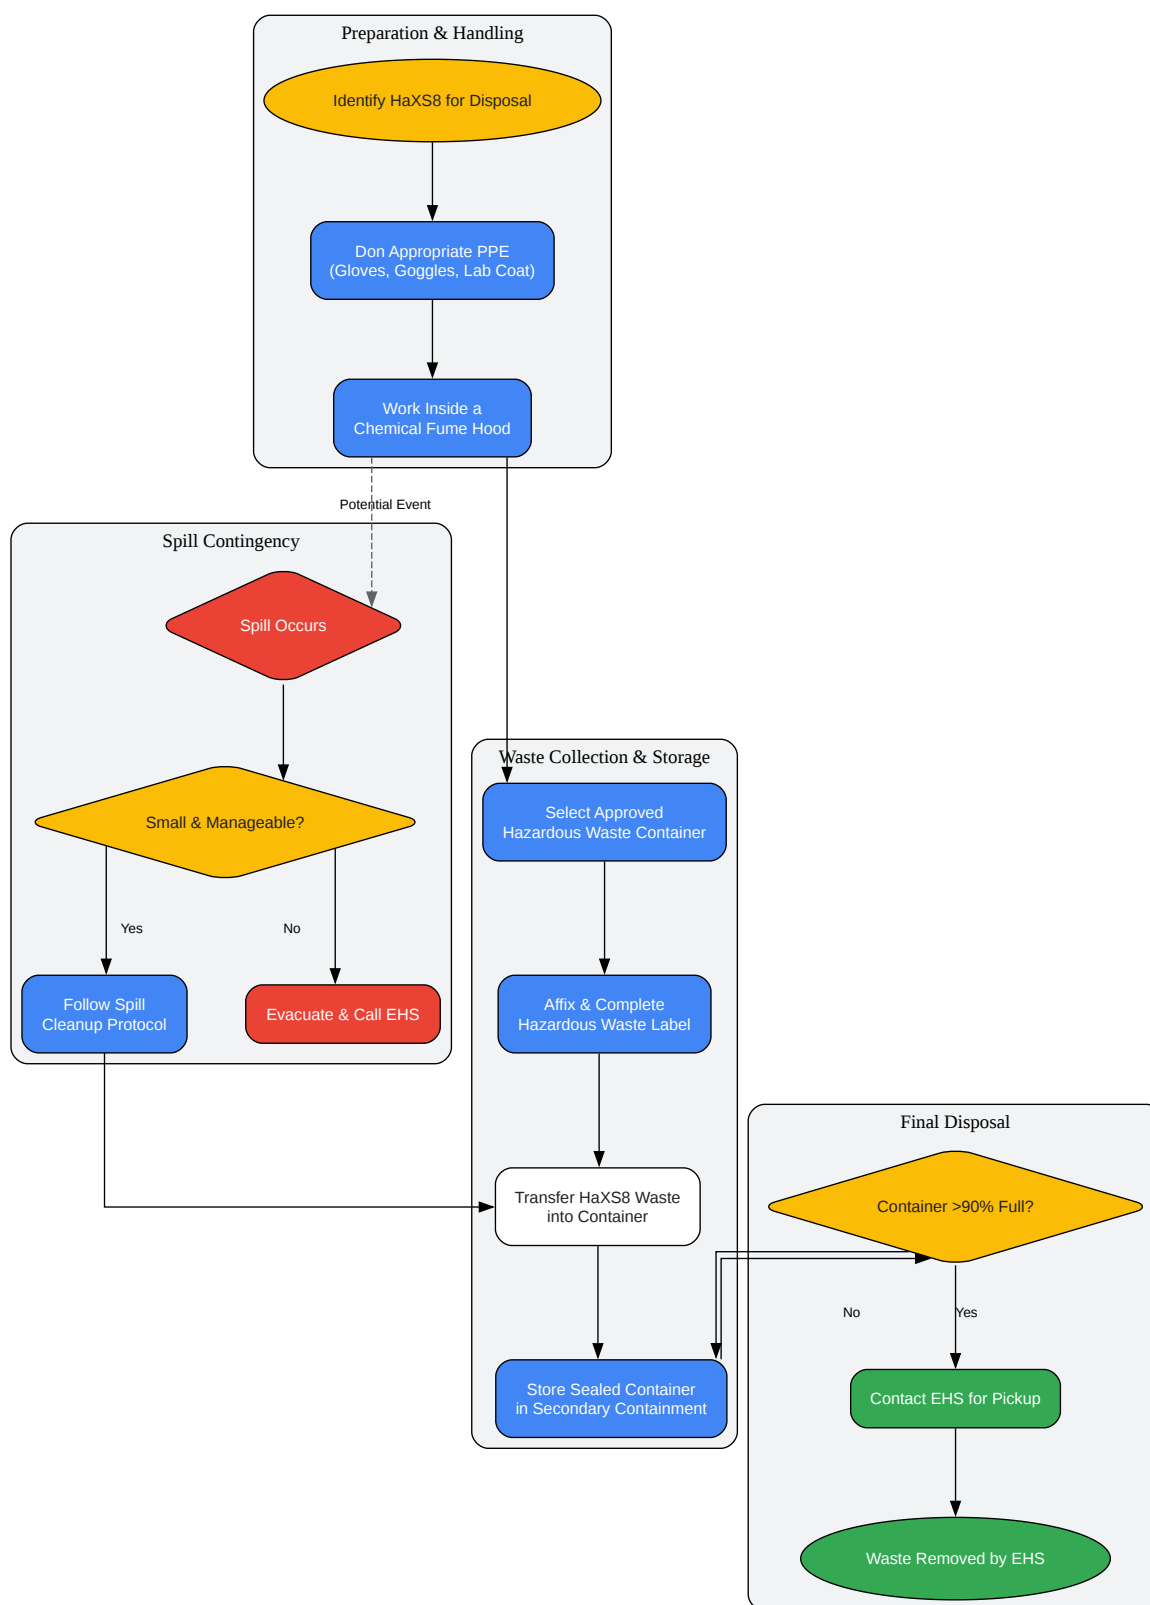 Preparation & Handling
Identify HaXS8 for Disposal
Don Appropriate PPE
(Gloves, Goggles, Lab Coat)
Work Inside a
Chemical Fume Hood
Potential Event
Spill Contingency
Spill Occurs
Small & Manageable?
Yes
No
Follow Spill
Cleanup Protocol
Evacuate & Call EHS
Waste Collection & Storage
Select Approved
Hazardous Waste Container
Affix & Complete
Hazardous Waste Label
Transfer HaXS8 Waste
into Container
Store Sealed Container
in Secondary Containment
Final Disposal
Container >90% Full?
No
Yes
Contact EHS for Pickup
Waste Removed by EHS